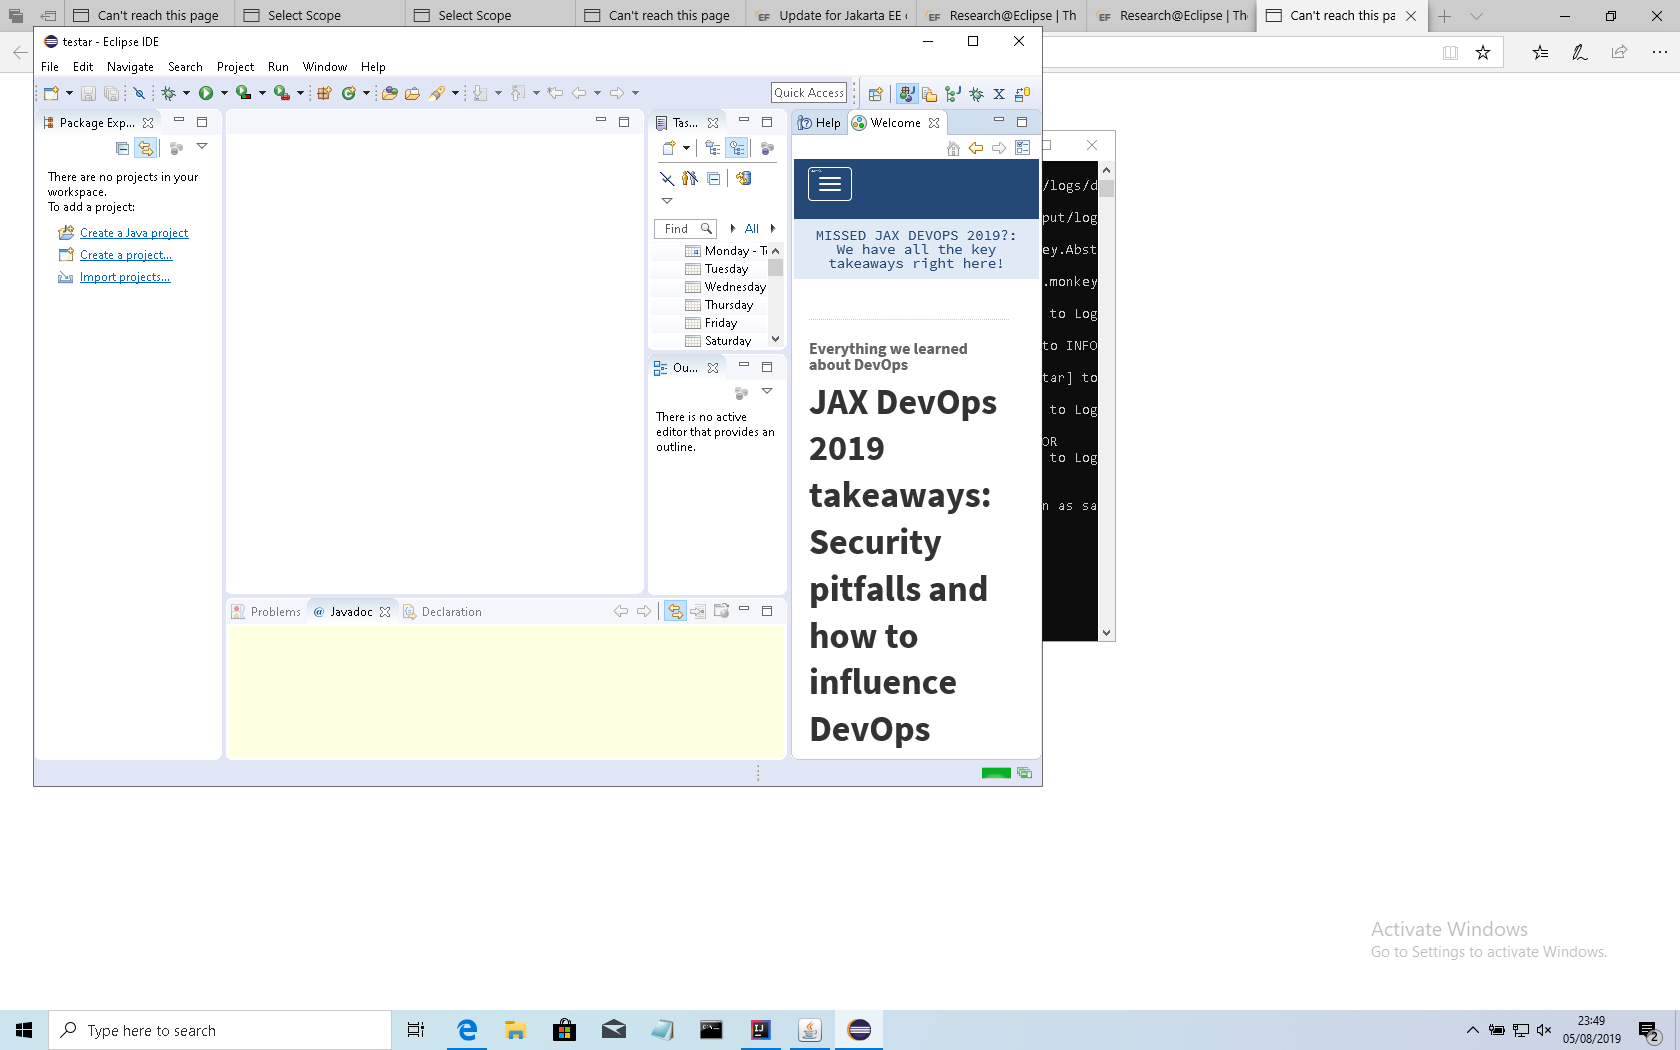 Can't reach this page
Select Scope
Select Scope
Can't reach this page
Update for Jakarta EE
Research@Eclipse | Th
Research@Eclipse | Th
Can't reach this pa
testar - Eclipse IDE
File Edit Navigate Search Project Run Window Help
Quick Access
Package Exp...
There are no projects in your
workspace.
To add a project:
Create a Java project
Create a project...
Import projects...
Tas...
Find
All
Monday - T
Tuesday
Wednesday
Thursday
Friday
Saturday
Ou...
There is no active
editor that provides an
outline.
Problems
Javadoc
Declaration
Help
Welcome
MISSED JAX DEVOPS 2019?:
We have all the key
takeaways right here!
Everything we learned
about DevOps
JAX DevOps
2019
takeaways:
Security
pitfalls and
how to
influence
DevOps
/logs/d
put/log
ey.Abst
.monkey
to Log
to INFO
tar] to
to Log
OR
to Log
n as sa
Activate Windows
Go to Settings to activate Windows.
Type here to search
23:49
05/08/2019
2